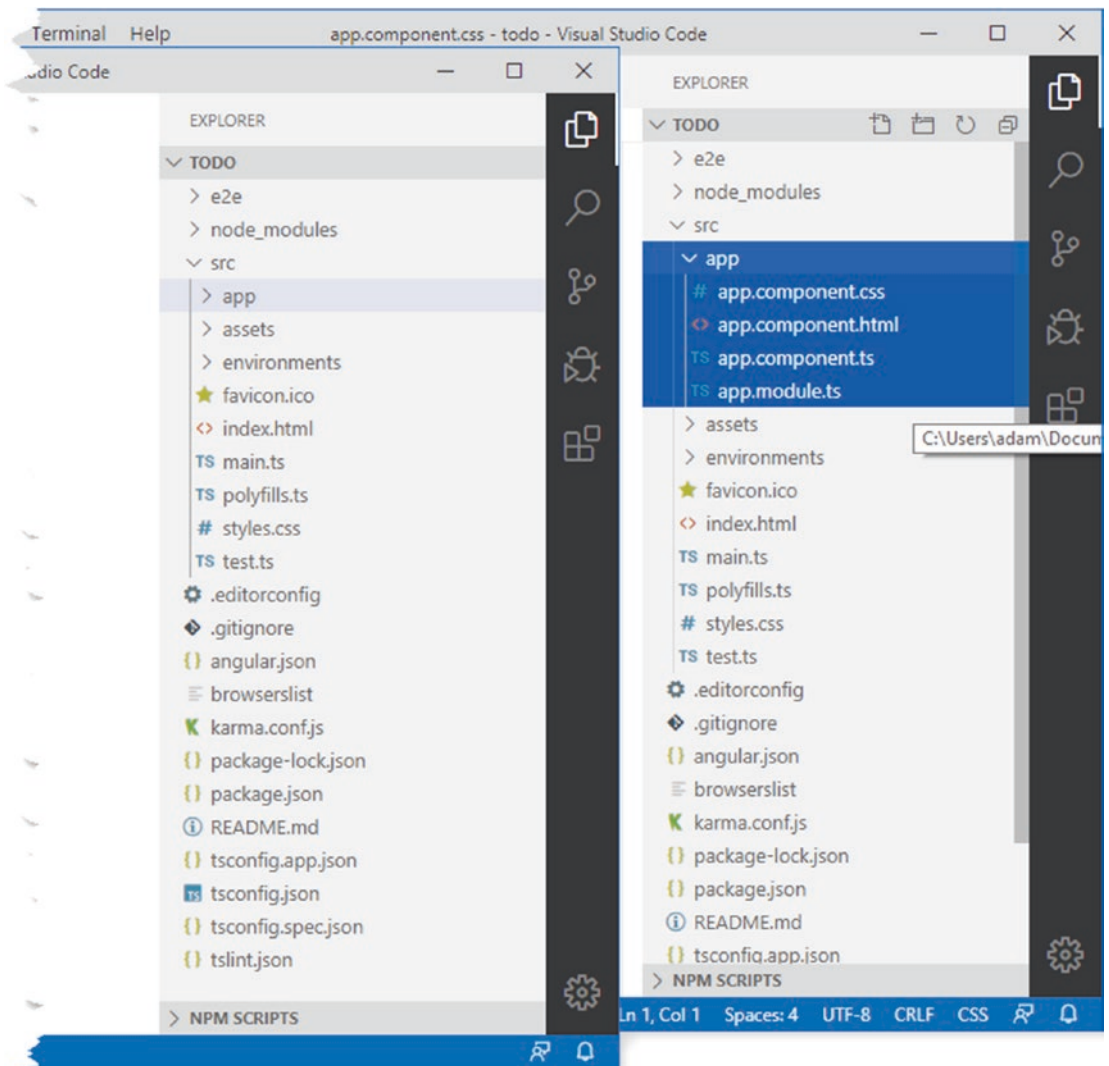 Terminal Help app.component.css - todo - Visual Studio Code
Code
EXPLORER
TODO
e2e
node_modules
src
app
assets
environments
favicon.ico
index.html
TS main.ts
TS polyfills.ts
# styles.css
TS test.ts
.editorconfig
.gitignore
{} angular.json
browserslist
karma.conf.js
{} package-lock.json
{} package.json
README.md
{} tsconfig.app.json
TS tsconfig.json
{} tsconfig.spec.json
{} tslint.json
NPM SCRIPTS
EXPLORER
TODO
e2e
node_modules
src
app
# app.component.css
<> app.component.html
TS app.component.ts
TS app.module.ts
assets
C:\Users\adam\Docum
environments
favicon.ico
<> index.html
TS main.ts
TS polyfills.ts
# styles.css
TS test.ts
.editorconfig
.gitignore
{} angular.json
browserslist
karma.conf.js
{} package-lock.json
{} package.json
README.md
{} tsconfig.app.json
NPM SCRIPTS
Ln 1, Col 1 Spaces: 4 UTF-8 CRLF CSS